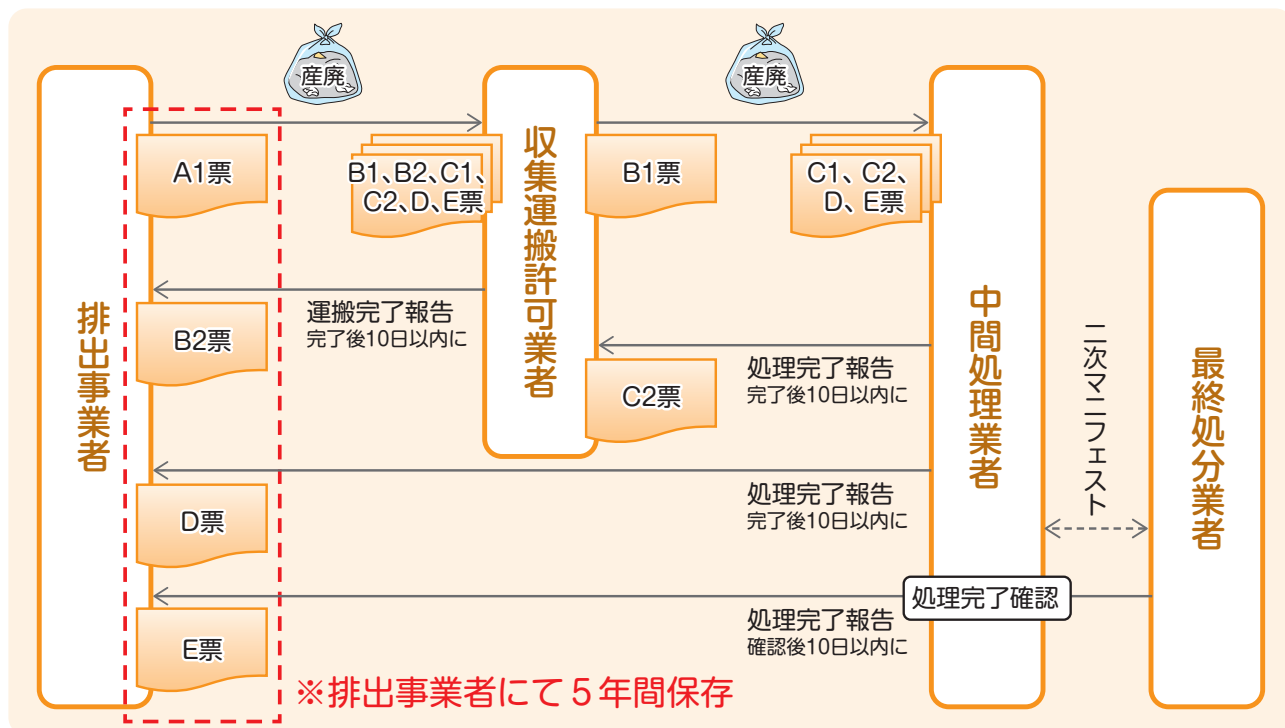 産廃
産廃
排出事業者
収集運搬許可業者
中間処理業者
最終処分業者
A1票
B1、B2、C1、
C2、D、E票
B1票
C1、C2、
D、E票
運搬完了報告
完了後10日以内に
B2票
処理完了報告
完了後10日以内に
C2票
処理完了報告
完了後10日以内に
D票
二次マニフェスト
処理完了確認
処理完了報告
確認後10日以内に
E票
※排出事業者にて5年間保存